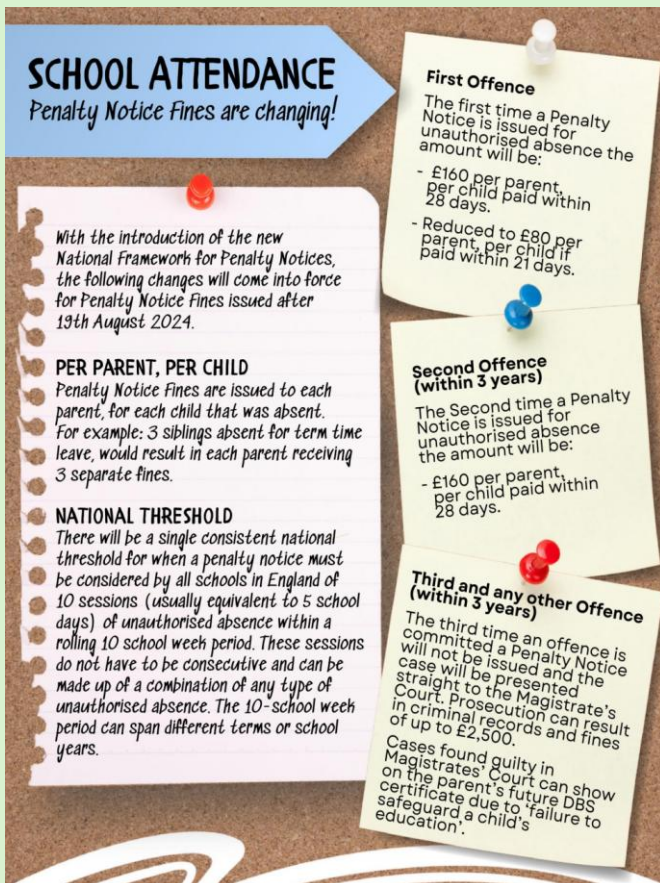 SCHOOL ATTENDANCE
Penalty Notice Fines are changing!
With the introduction of the new
National Framework for Penalty Notices,
the following changes will come into force
for Penalty Notice Fines issued after
19th August 2024.
PER PARENT, PER CHILD
Penalty Notice Fines are issued to each
parent, for each child that was absent.
For example: 3 siblings absent for term time
leave, would result in each parent receiving
3 separate fines.
NATIONAL THRESHOLD
There will be a single consistent national
threshold for when a penalty notice must
be considered by all schools in England of
10 sessions (usually equivalent to 5 school
days) of unauthorised absence within a
rolling 10 school week period. These sessions
do not have to be consecutive and can be
made up of a combination of any type of
unauthorised absence. The 10-school week
period can span different terms or school
years.
First Offence
The first time a Penalty
Notice is issued for
unauthorised absence the
amount will be:
- £160 per parent,
per child paid within
28 days.
- Reduced to £80 per
parent, per child if
paid within 21 days.
Second Offence
(within 3 years)
The Second time a Penalty
Notice is issued for
unauthorised absence
the amount will be:
- £160 per parent,
per child paid within
28 days.
Third and any other Offence
(within 3 years)
The third time an offence is
committed a Penalty Notice
will not be issued and the
case will be presented
straight to the Magistrate's
Court. Prosecution can result
in criminal records and fines
of up to £2,500.
Cases found guilty in
Magistrates' Court can show
on the parent's future DBS
certificate due to 'failure to
safeguard a child's
education'.